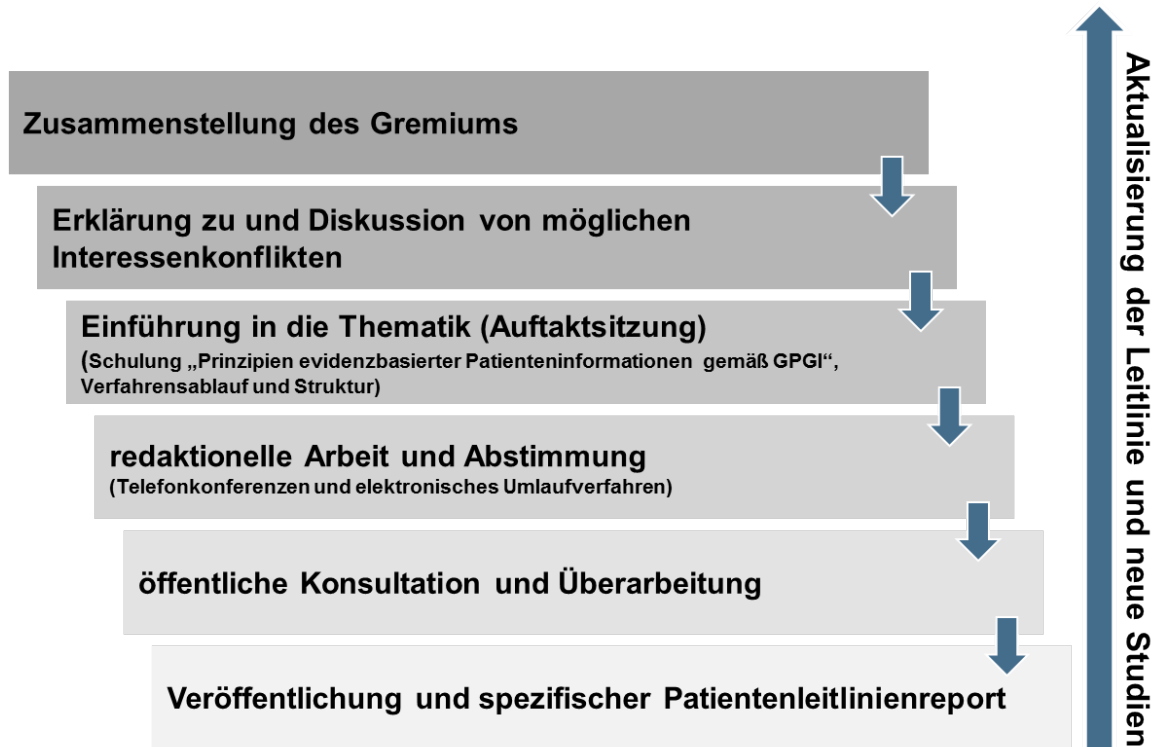 Zusammenstellung des Gremiums
Erklärung zu und Diskussion von möglichen
Interessenkonflikten
Einführung in die Thematik (Auftaktsitzung)
(Schulung „Prinzipien evidenzbasierter Patienteninformationen gemäß GPGI“,
Verfahrensablauf und Struktur)
redaktionelle Arbeit und Abstimmung
(Telefonkonferenzen und elektronisches Umlaufverfahren)
öffentliche Konsultation und Überarbeitung
Veröffentlichung und spezifischer Patientenleitlinienreport
Aktualisierung der Leitlinie und neue Studien